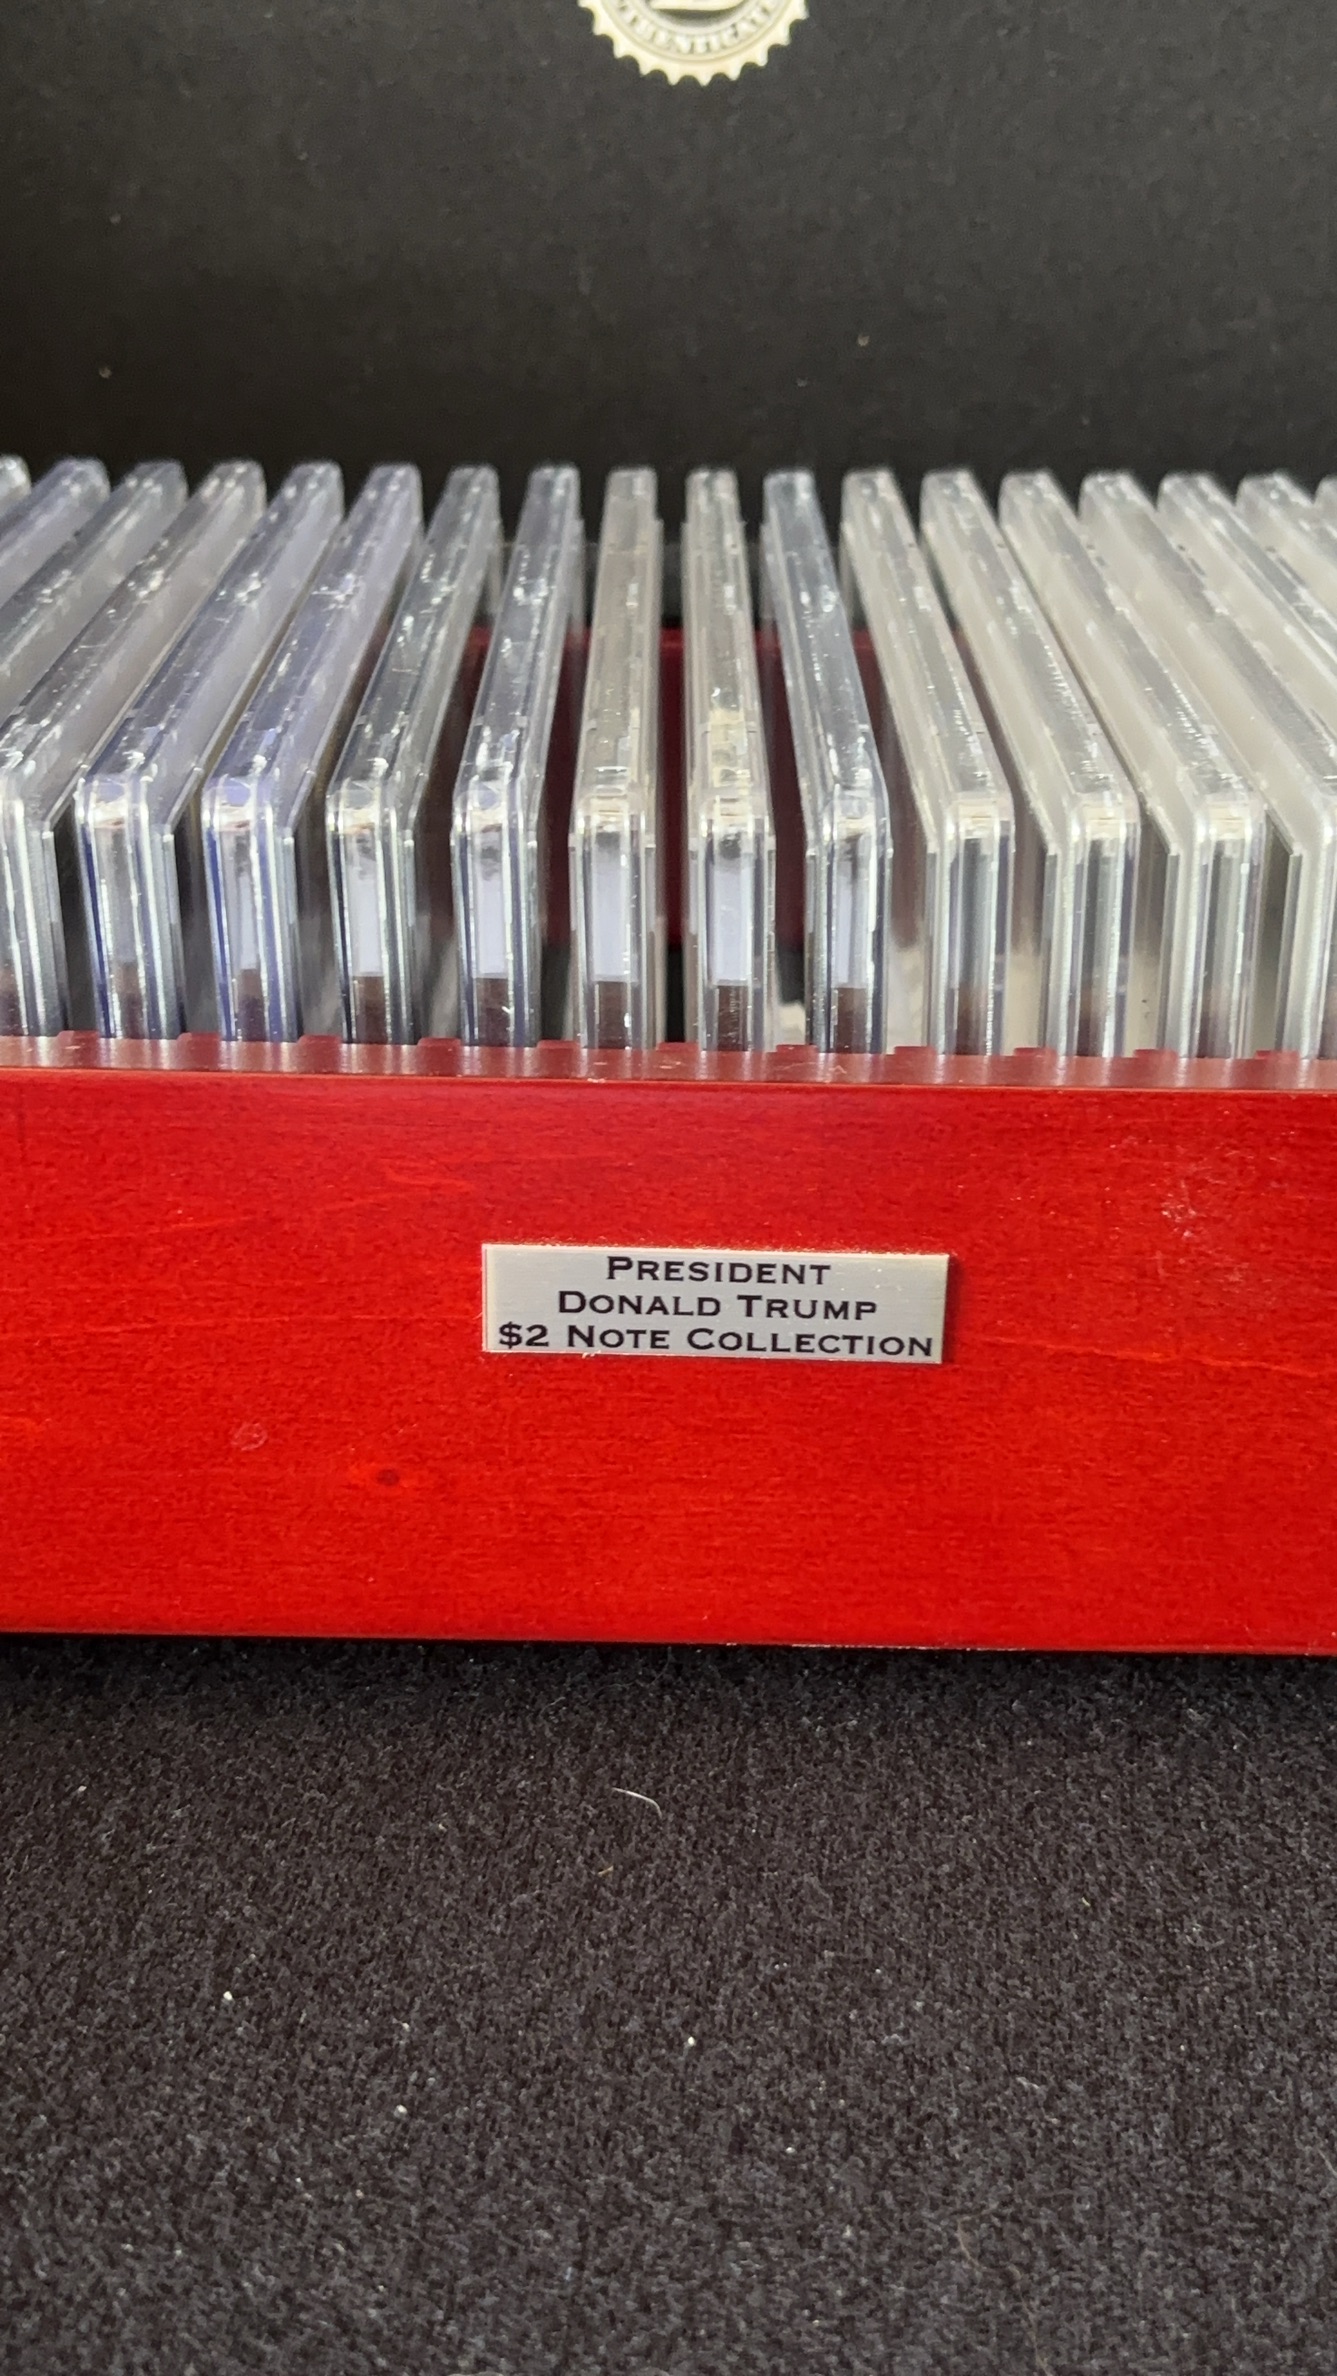 PRESIDENT
DONALD TRUMP
$2 NOTE COLLECTION